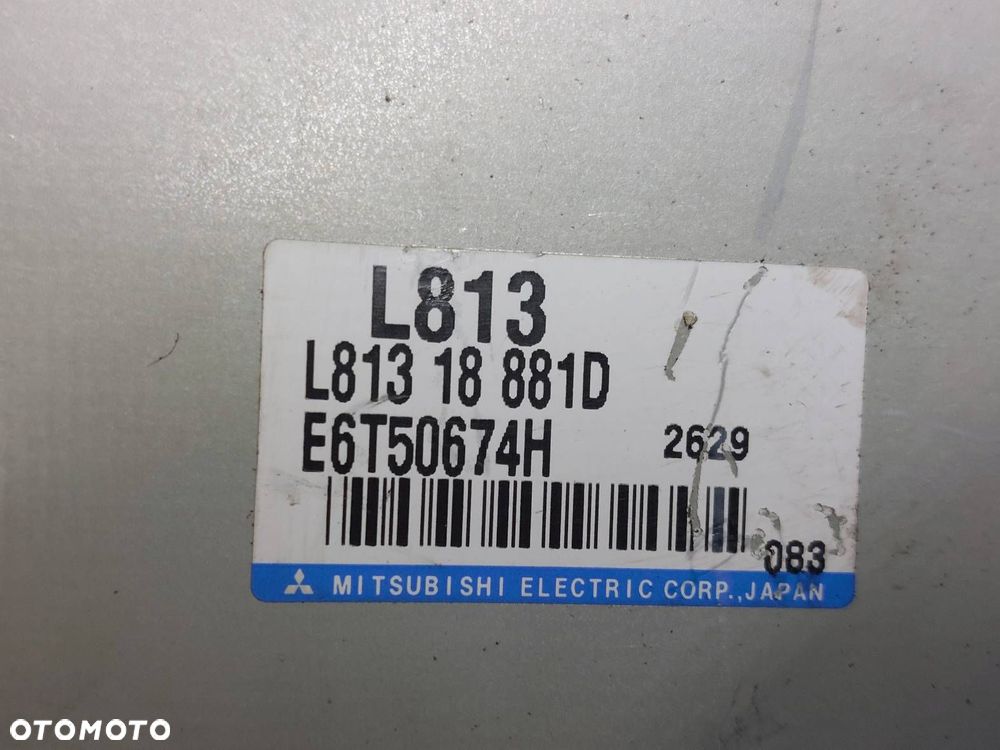 L813
L813 18 881D
E6T50674H 2629
083
MITSUBISHI ELECTRIC CORP., JAPAN
OTOMOTO